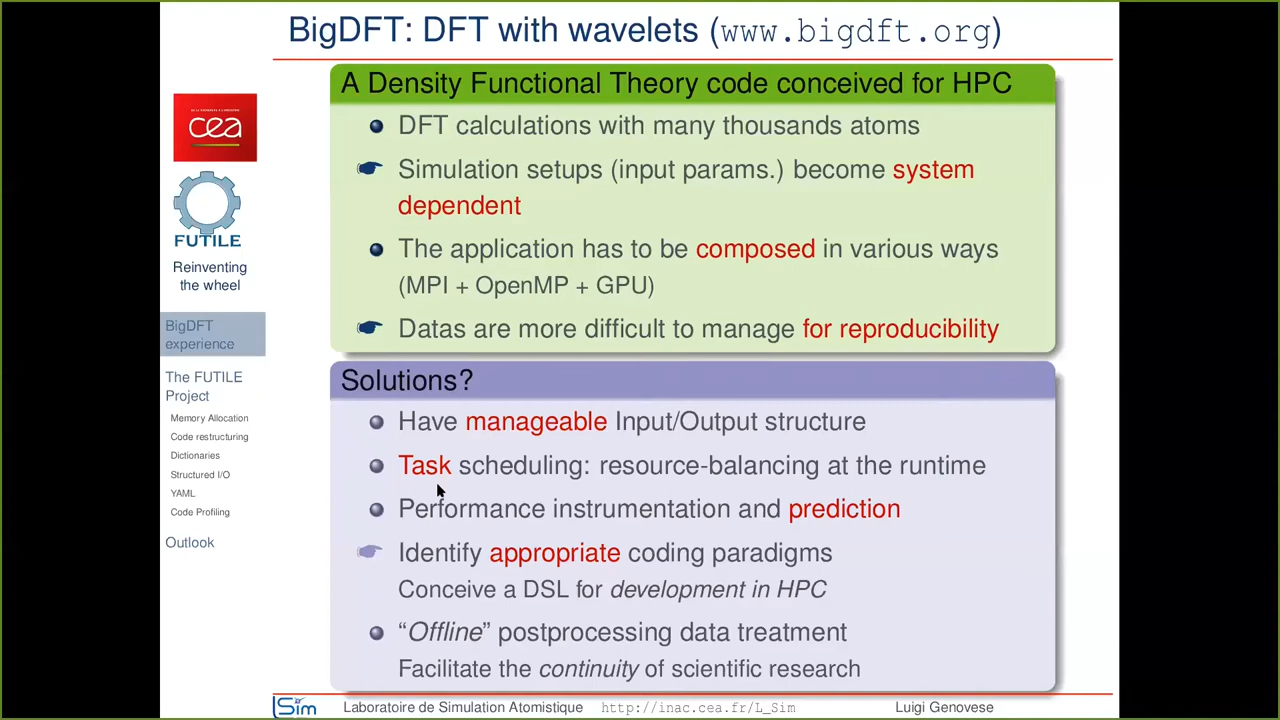 BigDFT: DFT with wavelets (www.bigdft.org)
cea
FUTILE
Reinventing
the wheel
BigDFT
experience
The FUTILE
Project
Memory Allocation
Code restructuring
Dictionaries
Structured I/O
YAML
Code Profiling
Outlook
A Density Functional Theory code conceived for HPC
DFT calculations with many thousands atoms
Simulation setups (input params.) become system
dependent
The application has to be composed in various ways
(MPI + OpenMP + GPU)
Datas are more difficult to manage for reproducibility
Solutions?
Have manageable Input/Output structure
Task scheduling: resource-balancing at the runtime
Performance instrumentation and prediction
Identify appropriate coding paradigms
Conceive a DSL for development in HPC
“Offline” postprocessing data treatment
Facilitate the continuity of scientific research
LSim Laboratoire de Simulation Atomistique http://inac.cea.fr/L_Sim Luigi Genovese